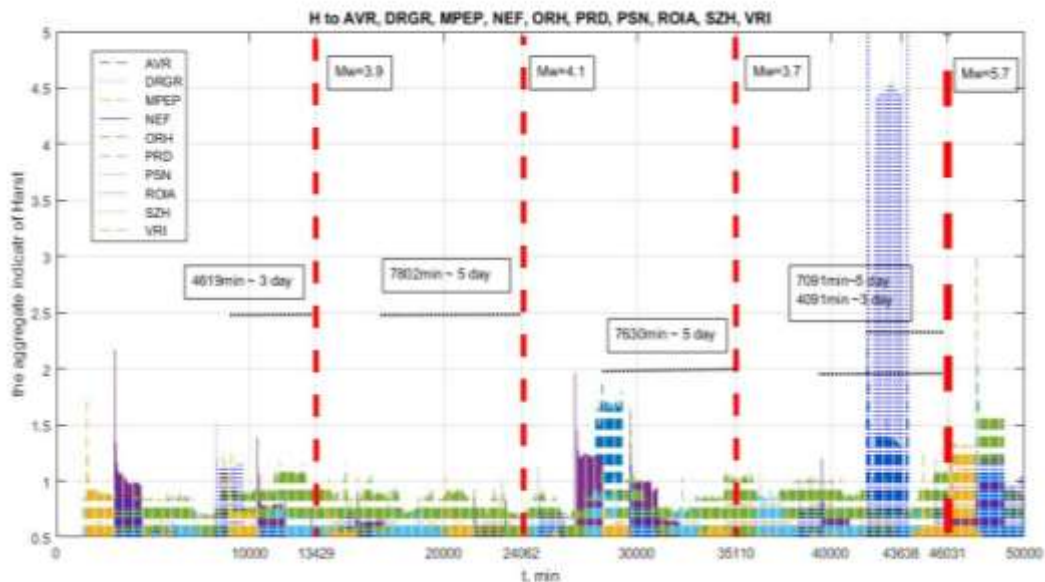 H to AVR, DRGR, MPEP, NEF, ORH, PRD, PSN, ROIA, SZH, VRI
the aggregate indicatr of Harst
5
4.5
4
3.5
3
2.5
2
1.5
1
0.5
AVR
DRGR
MPEP
NEF
ORH
PRD
PSN
ROIA
SZH
VRI
Mw=3.9
Mw=4.1
Mw=3.7
Mw=5.7
4619min ~ 3 day
7802min ~ 5 day
7630min ~ 5 day
7091min~5 day
4091min ~3 day
0 10000 13429 20000 24062 30000 35110 40000 43638 46031 50000
t, min